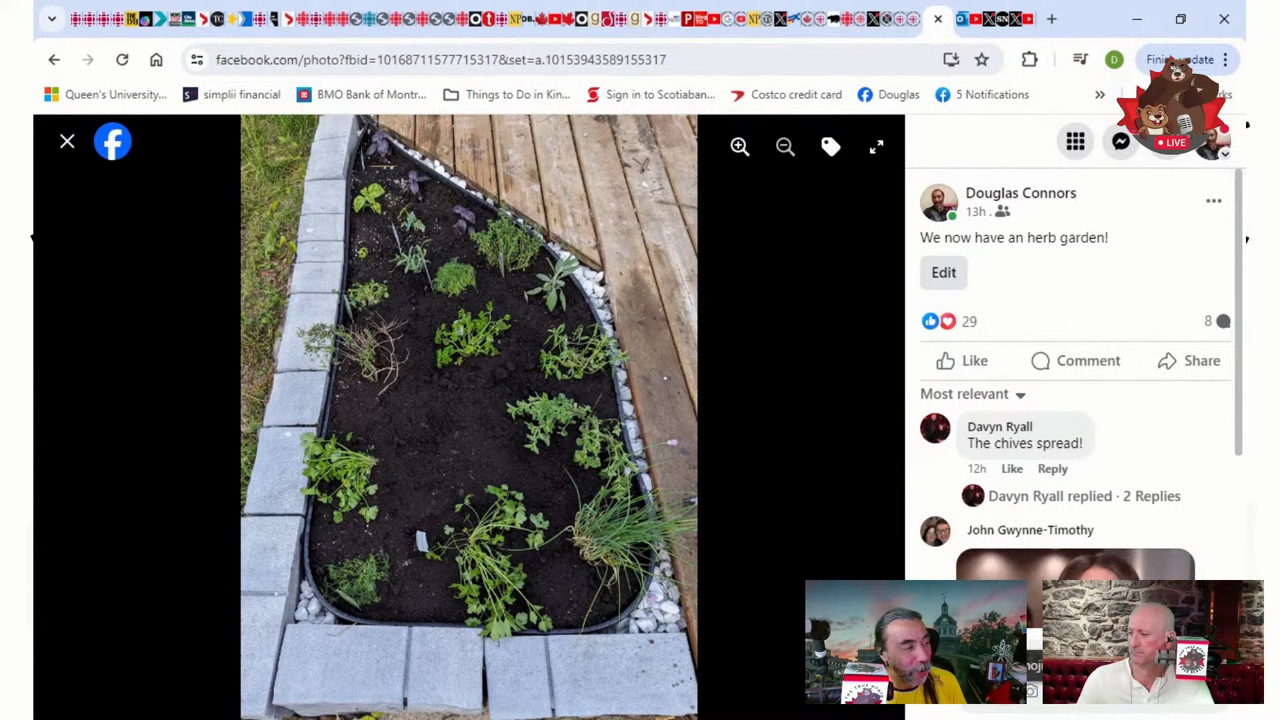 facebook.com/photo?fbid=10168711577715317&set=a.10153943589155317
Finish update
Queen's University...
simplii financial
BMO Bank of Montr...
Things to Do in Kin...
Sign in to Scotiaban...
Costco credit card
Douglas
5 Notifications
LIVE
Douglas Connors
13h
We now have an herb garden!
Edit
29
8
Like
Comment
Share
Most relevant
Davyn Ryall
The chives spread!
12h
Like
Reply
Davyn Ryall replied · 2 Replies
John Gwynne-Timothy